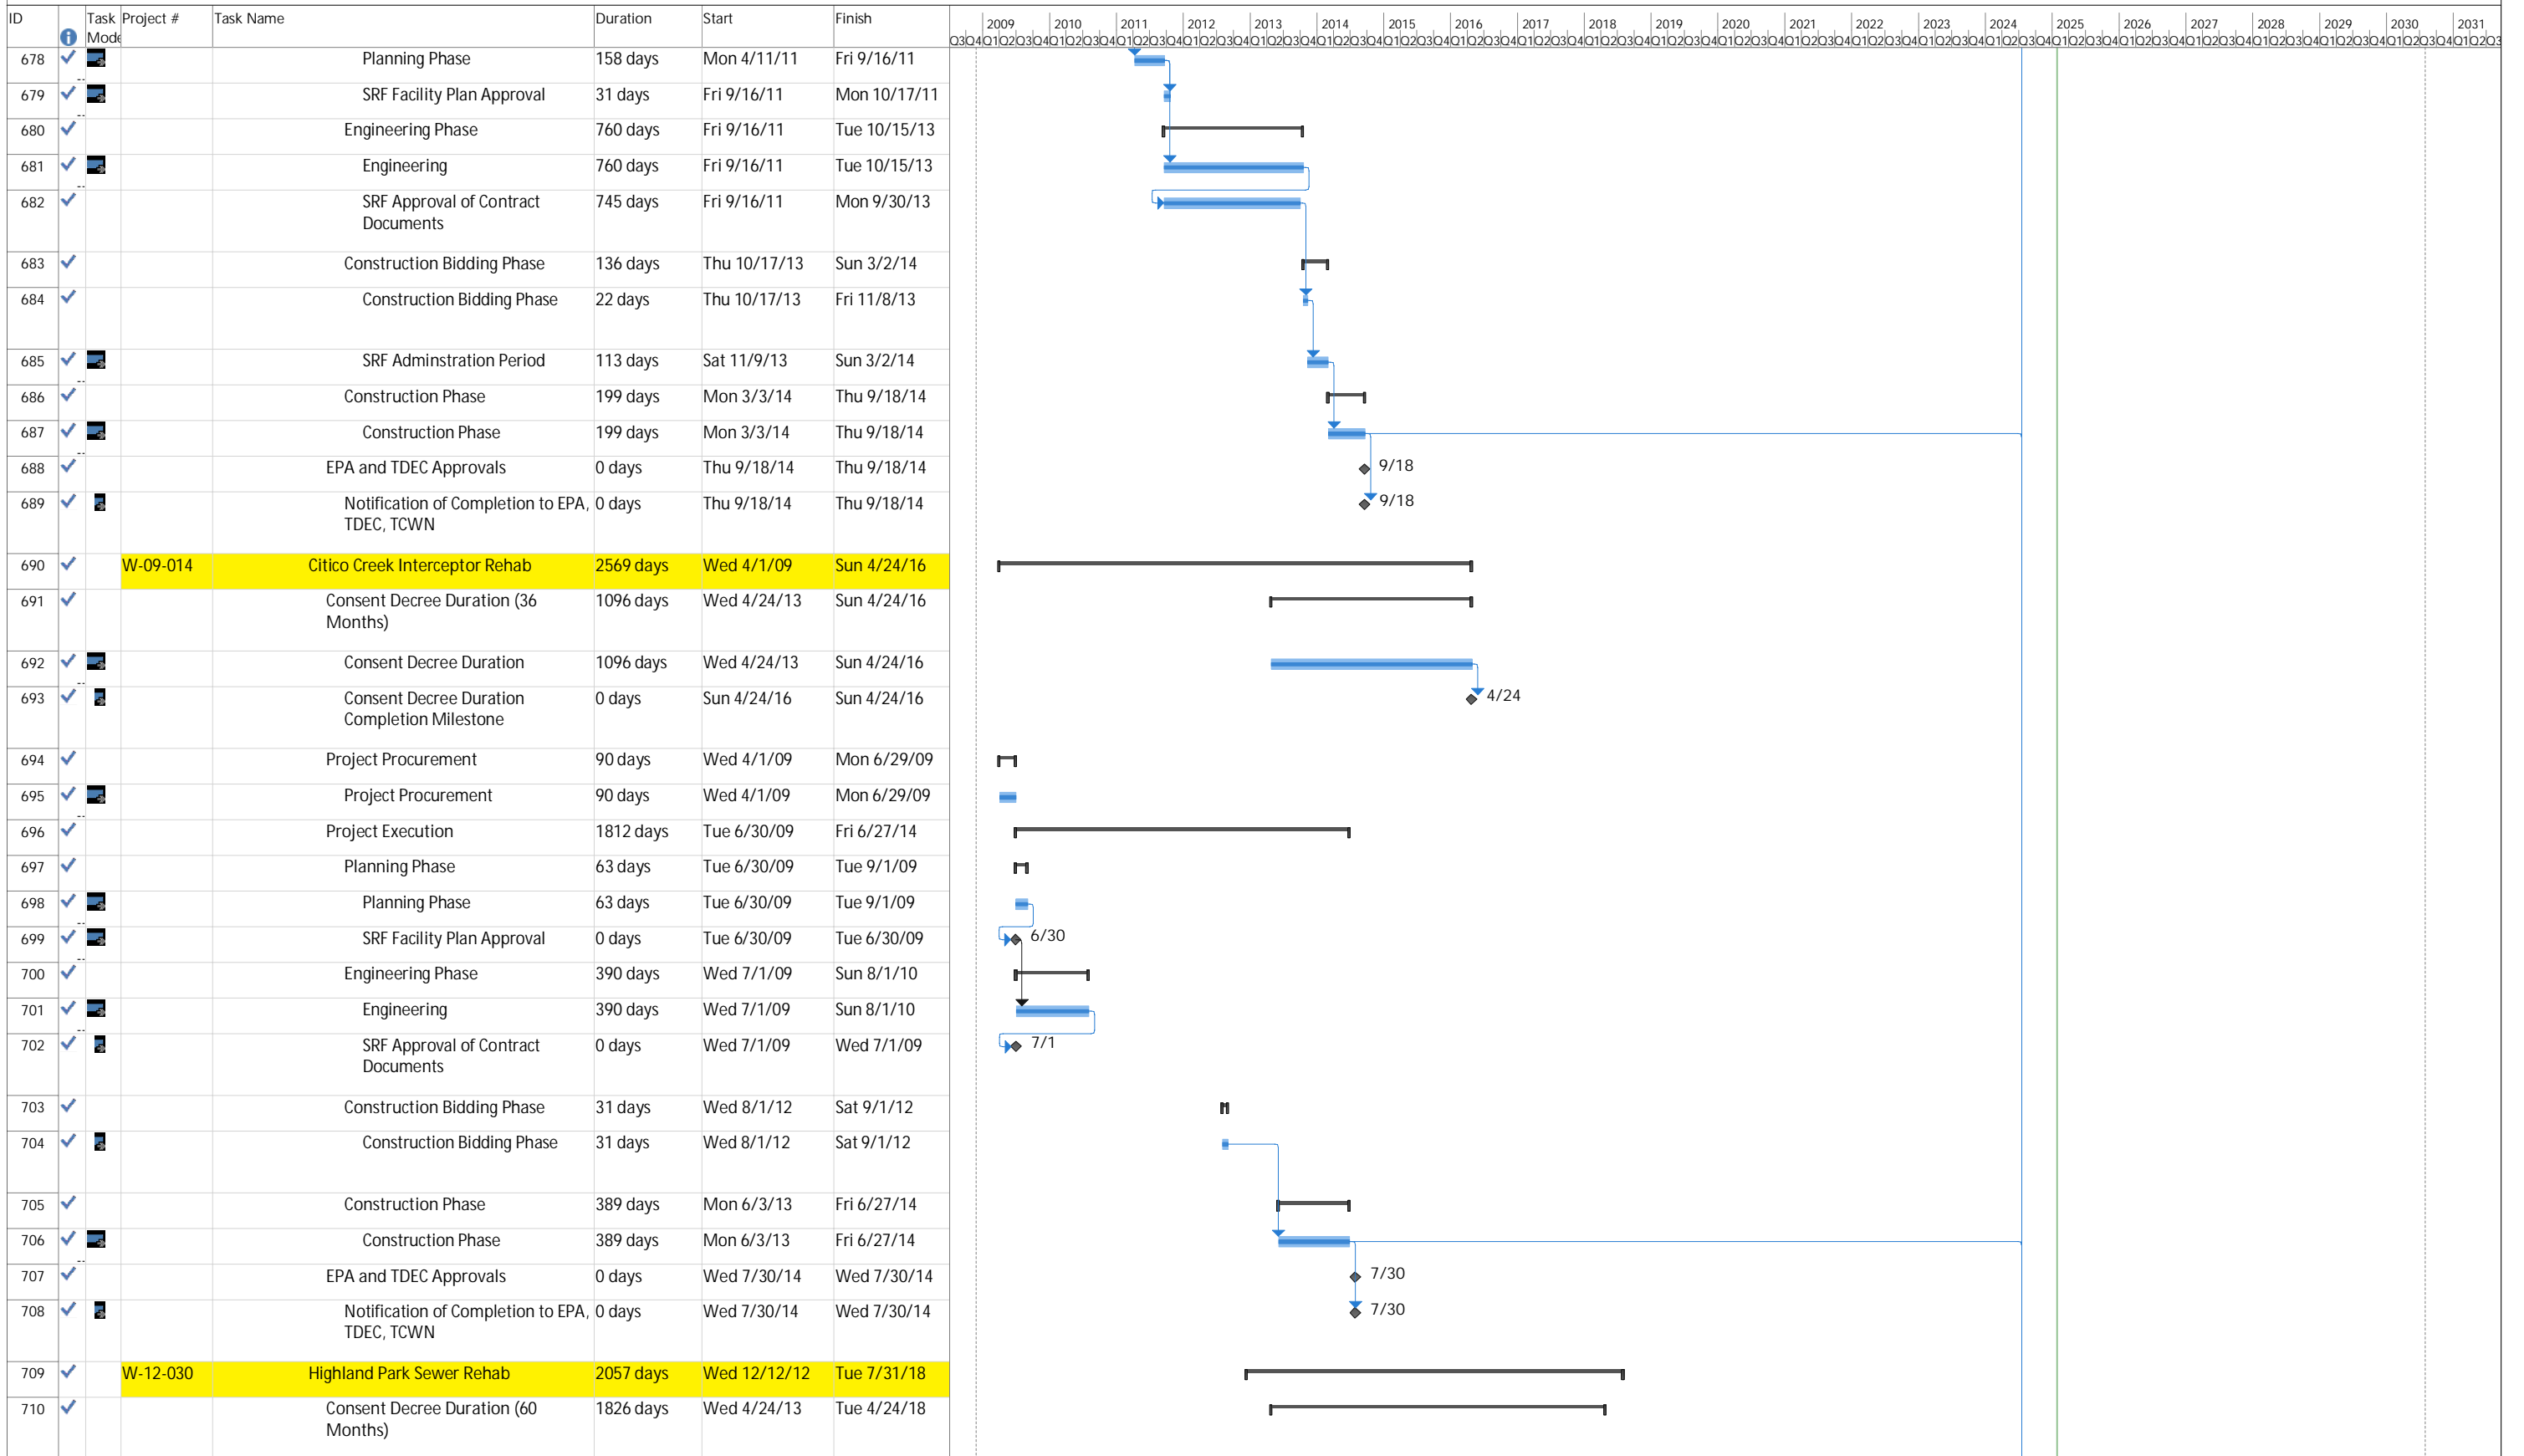 ID Task Mode Project # Task Name Duration Start Finish
2009 2010 2011 2012 2013 2014 2015 2016 2017 2018 2019 2020 2021 2022 2023 2024 2025 2026 2027 2028 2029 2030 2031
Q3Q4Q1Q2Q3Q4Q1Q2Q3Q4Q1Q2Q3Q4Q1Q2Q3Q4Q1Q2Q3Q4Q1Q2Q3Q4Q1Q2Q3Q4Q1Q2Q3Q4Q1Q2Q3Q4Q1Q2Q3Q4Q1Q2Q3Q4Q1Q2Q3Q4Q1Q2Q3Q4Q1Q2Q3Q4Q1Q2Q3Q4Q1Q2Q3Q4Q1Q2Q3Q4Q1Q2Q3Q4Q1Q2Q3Q4Q1Q2Q3Q4Q1Q2Q3Q4Q1Q2Q3Q4Q1Q2Q3
678 Planning Phase 158 days Mon 4/11/11 Fri 9/16/11
679 SRF Facility Plan Approval 31 days Fri 9/16/11 Mon 10/17/11
680 Engineering Phase 760 days Fri 9/16/11 Tue 10/15/13
681 Engineering 760 days Fri 9/16/11 Tue 10/15/13
682 SRF Approval of Contract 745 days Fri 9/16/11 Mon 9/30/13
Documents
683 Construction Bidding Phase 136 days Thu 10/17/13 Sun 3/2/14
684 Construction Bidding Phase 22 days Thu 10/17/13 Fri 11/8/13
685 SRF Adminstration Period 113 days Sat 11/9/13 Sun 3/2/14
686 Construction Phase 199 days Mon 3/3/14 Thu 9/18/14
687 Construction Phase 199 days Mon 3/3/14 Thu 9/18/14
688 EPA and TDEC Approvals 0 days Thu 9/18/14 Thu 9/18/14 9/18
689 Notification of Completion to EPA, 0 days Thu 9/18/14 Thu 9/18/14 9/18
TDEC, TCWN
690 W-09-014 Citico Creek Interceptor Rehab 2569 days Wed 4/1/09 Sun 4/24/16
691 Consent Decree Duration (36 1096 days Wed 4/24/13 Sun 4/24/16
Months)
692 Consent Decree Duration 1096 days Wed 4/24/13 Sun 4/24/16
693 Consent Decree Duration 0 days Sun 4/24/16 Sun 4/24/16 4/24
Completion Milestone
694 Project Procurement 90 days Wed 4/1/09 Mon 6/29/09
695 Project Procurement 90 days Wed 4/1/09 Mon 6/29/09
696 Project Execution 1812 days Tue 6/30/09 Fri 6/27/14
697 Planning Phase 63 days Tue 6/30/09 Tue 9/1/09
698 Planning Phase 63 days Tue 6/30/09 Tue 9/1/09
699 SRF Facility Plan Approval 0 days Tue 6/30/09 Tue 6/30/09 6/30
700 Engineering Phase 390 days Wed 7/1/09 Sun 8/1/10
701 Engineering 390 days Wed 7/1/09 Sun 8/1/10
702 SRF Approval of Contract 0 days Wed 7/1/09 Wed 7/1/09 7/1
Documents
703 Construction Bidding Phase 31 days Wed 8/1/12 Sat 9/1/12
704 Construction Bidding Phase 31 days Wed 8/1/12 Sat 9/1/12
705 Construction Phase 389 days Mon 6/3/13 Fri 6/27/14
706 Construction Phase 389 days Mon 6/3/13 Fri 6/27/14
707 EPA and TDEC Approvals 0 days Wed 7/30/14 Wed 7/30/14 7/30
708 Notification of Completion to EPA, 0 days Wed 7/30/14 Wed 7/30/14 7/30
TDEC, TCWN
709 W-12-030 Highland Park Sewer Rehab 2057 days Wed 12/12/12 Tue 7/31/18
710 Consent Decree Duration (60 1826 days Wed 4/24/13 Tue 4/24/18
Months)